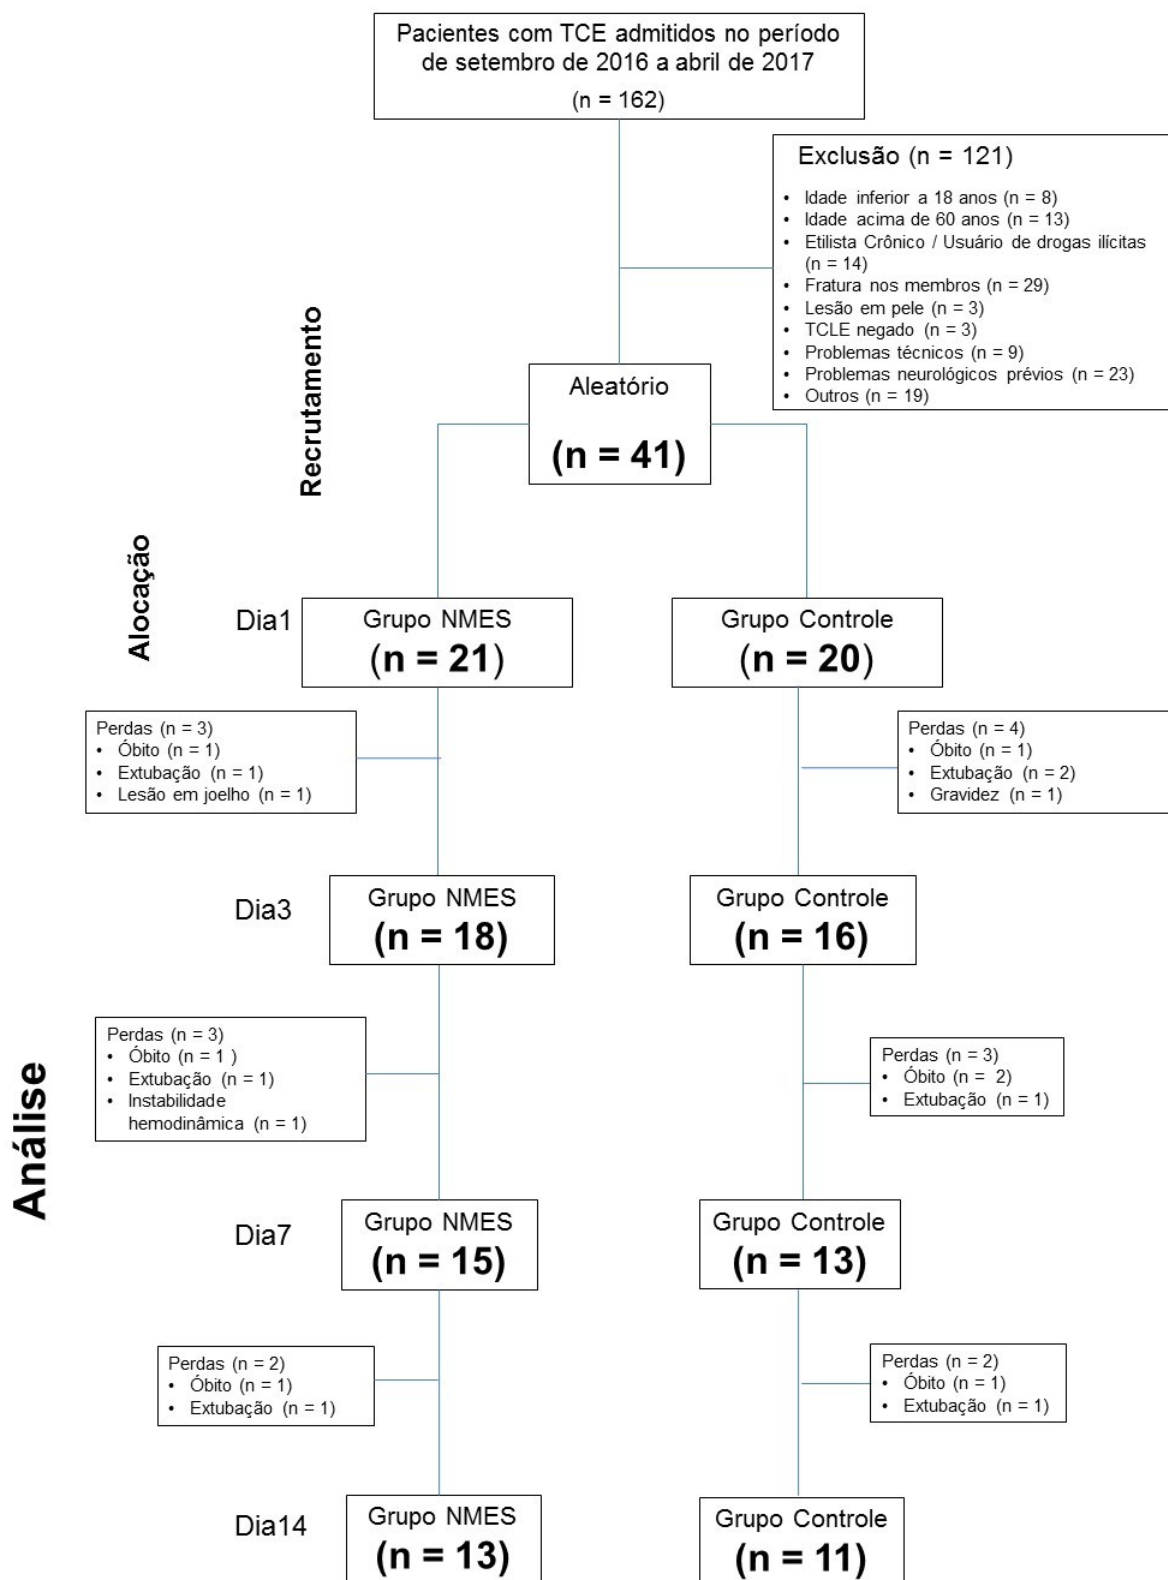 Pacientes com TCE admitidos no período
de setembro de 2016 a abril de 2017
(n = 162)
Exclusão (n = 121)
• Idade inferior a 18 anos (n = 8)
• Idade acima de 60 anos (n = 13)
• Etilista Crônico / Usuário de drogas ilícitas
(n = 14)
• Fratura nos membros (n = 29)
• Lesão em pele (n = 3)
• TCLE negado (n = 3)
• Problemas técnicos (n = 9)
• Problemas neurológicos prévios (n = 23)
• Outros (n = 19)
Recrutamento
Aleatório
(n = 41)
Alocação
Dia1
Grupo NMES
(n = 21)
Grupo Controle
(n = 20)
Perdas (n = 3)
• Óbito (n = 1)
• Extubação (n = 1)
• Lesão em joelho (n = 1)
Perdas (n = 4)
• Óbito (n = 1)
• Extubação (n = 2)
• Gravidez (n = 1)
Dia3
Grupo NMES
(n = 18)
Grupo Controle
(n = 16)
Análise
Perdas (n = 3)
• Óbito (n = 1 )
• Extubação (n = 1)
• Instabilidade
hemodinâmica (n = 1)
Perdas (n = 3)
• Óbito (n = 2)
• Extubação (n = 1)
Dia7
Grupo NMES
(n = 15)
Grupo Controle
(n = 13)
Perdas (n = 2)
• Óbito (n = 1)
• Extubação (n = 1)
Perdas (n = 2)
• Óbito (n = 1)
• Extubação (n = 1)
Dia14
Grupo NMES
(n = 13)
Grupo Controle
(n = 11)